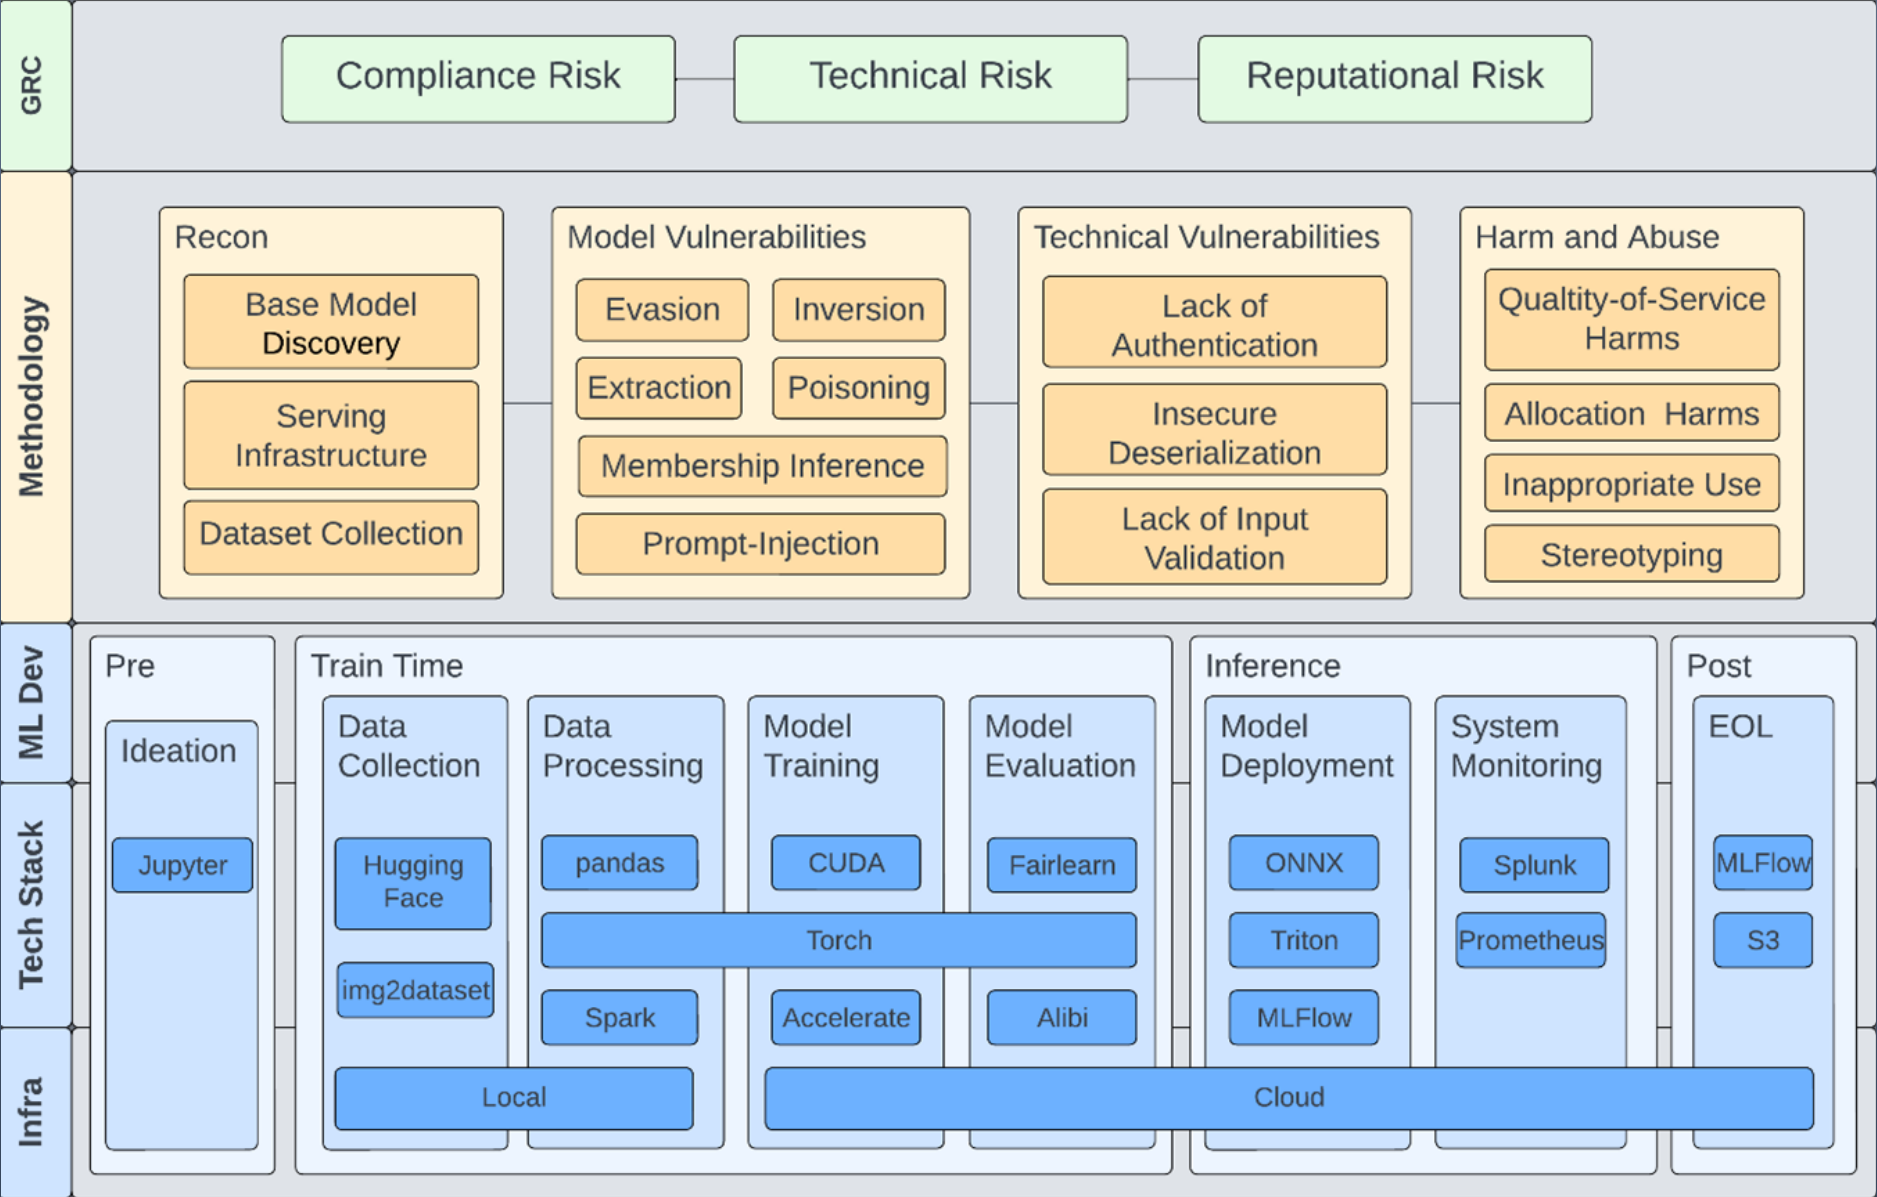 GRC
Compliance Risk
Technical Risk
Reputational Risk
Methodology
Recon
Base Model
Discovery
Serving
Infrastructure
Dataset Collection
Model Vulnerabilities
Evasion
Inversion
Extraction
Poisoning
Membership Inference
Prompt-Injection
Technical Vulnerabilities
Lack of
Authentication
Insecure
Deserialization
Lack of Input
Validation
Harm and Abuse
Qualtity-of-Service
Harms
Allocation Harms
Inappropriate Use
Stereotyping
ML Dev
Tech Stack
Infra
Pre
Ideation
Jupyter
Train Time
Data
Collection
Hugging
Face
img2dataset
Data
Processing
pandas
Spark
Model
Training
CUDA
Accelerate
Model
Evaluation
Fairlearn
Alibi
Torch
Local
Inference
Model
Deployment
ONNX
Triton
MLFlow
System
Monitoring
Splunk
Prometheus
Post
EOL
MLFlow
S3
Cloud